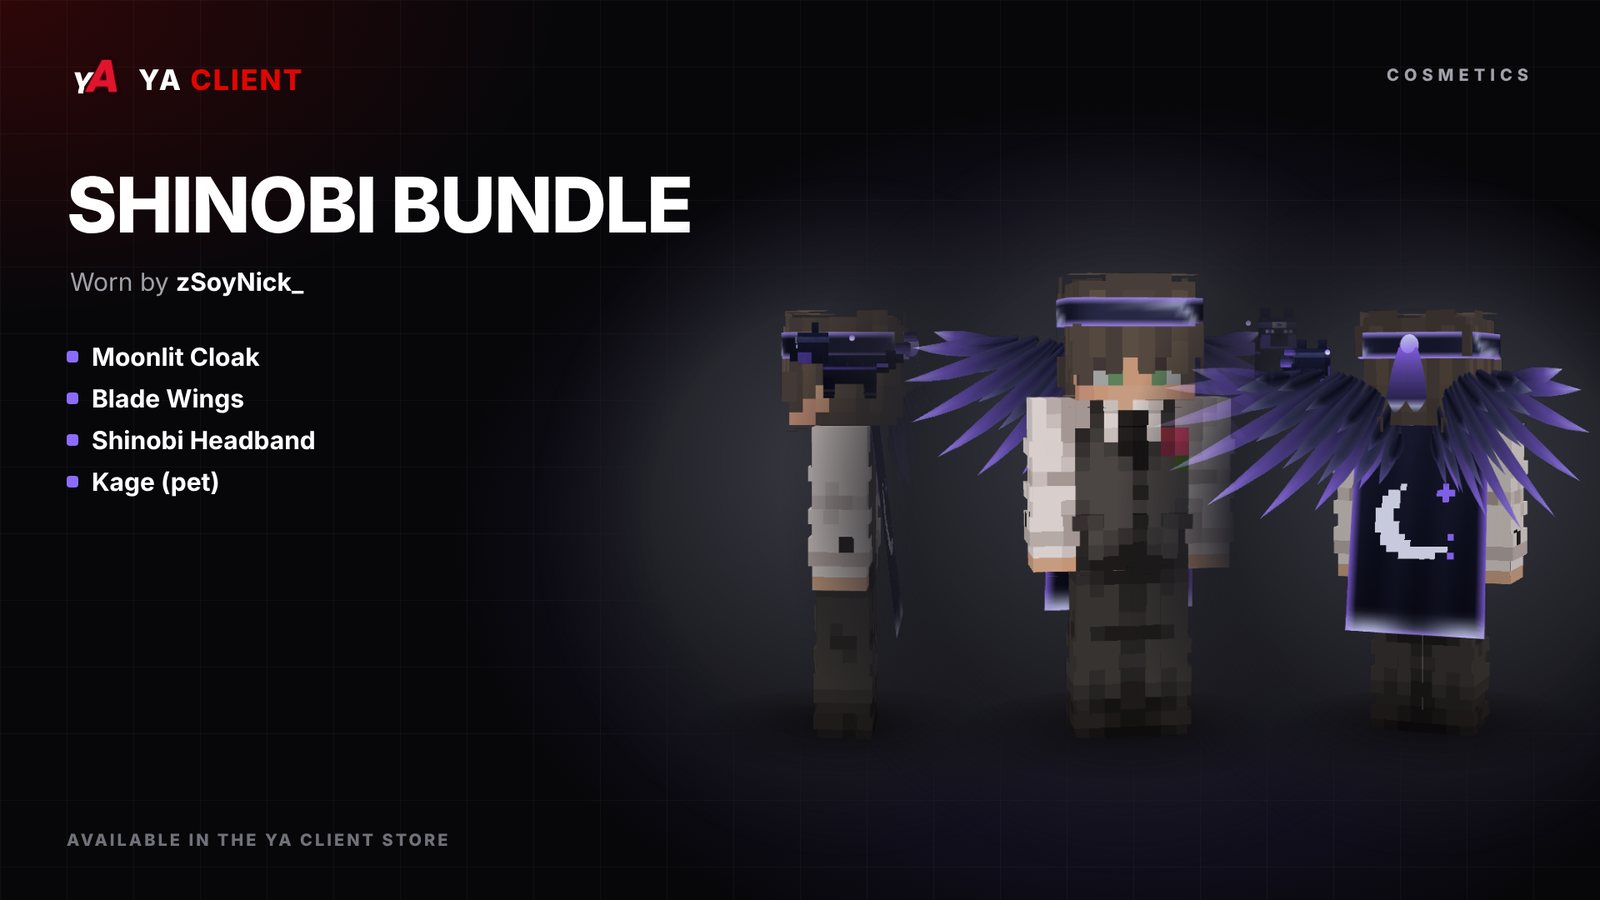 YA YA CLIENT
COSMETICS
SHINOBI BUNDLE
Worn by zSoyNick_
Moonlit Cloak
Blade Wings
Shinobi Headband
Kage (pet)
AVAILABLE IN THE YA CLIENT STORE